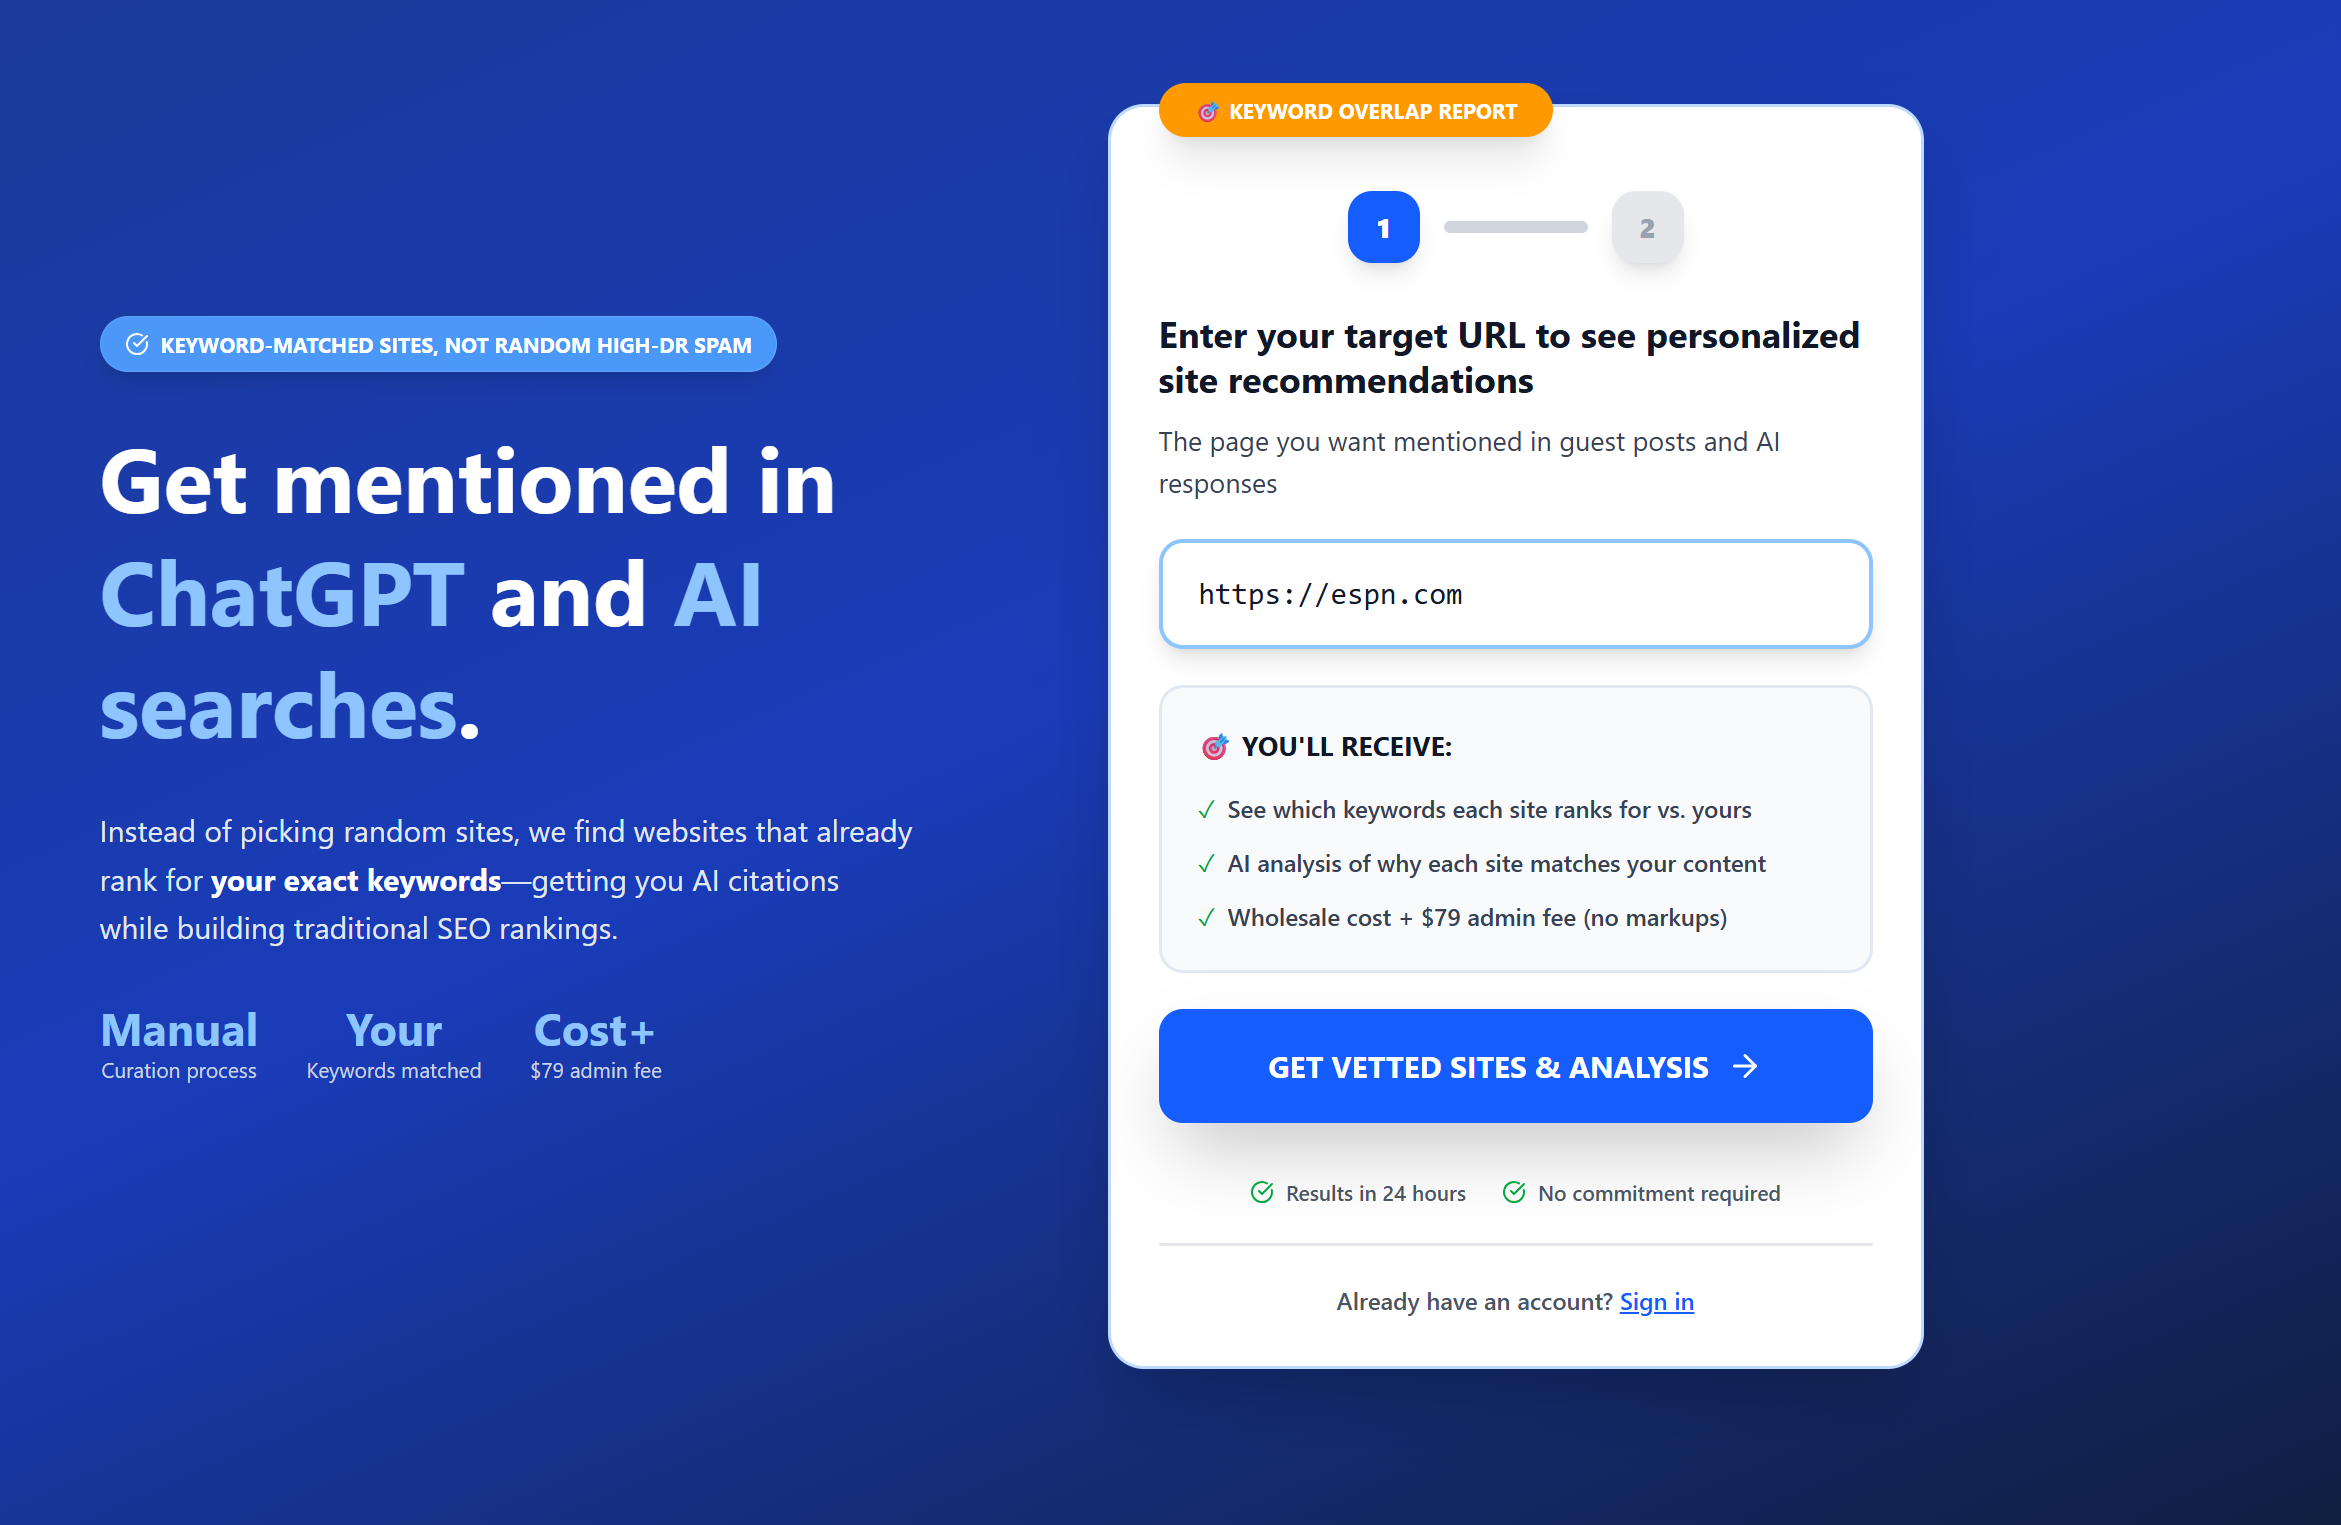 KEYWORD-MATCHED SITES, NOT RANDOM HIGH-DR SPAM
Get mentioned in
ChatGPT and AI
searches.
Instead of picking random sites, we find websites that already
rank for your exact keywords—getting you AI citations
while building traditional SEO rankings.
Manual
Curation process
Your
Keywords matched
Cost+
$79 admin fee
KEYWORD OVERLAP REPORT
1
2
Enter your target URL to see personalized
site recommendations
The page you want mentioned in guest posts and AI
responses
https://espn.com
YOU'LL RECEIVE:
✓ See which keywords each site ranks for vs. yours
✓ AI analysis of why each site matches your content
✓ Wholesale cost + $79 admin fee (no markups)
GET VETTED SITES & ANALYSIS →
Results in 24 hours
No commitment required
Already have an account? Sign in